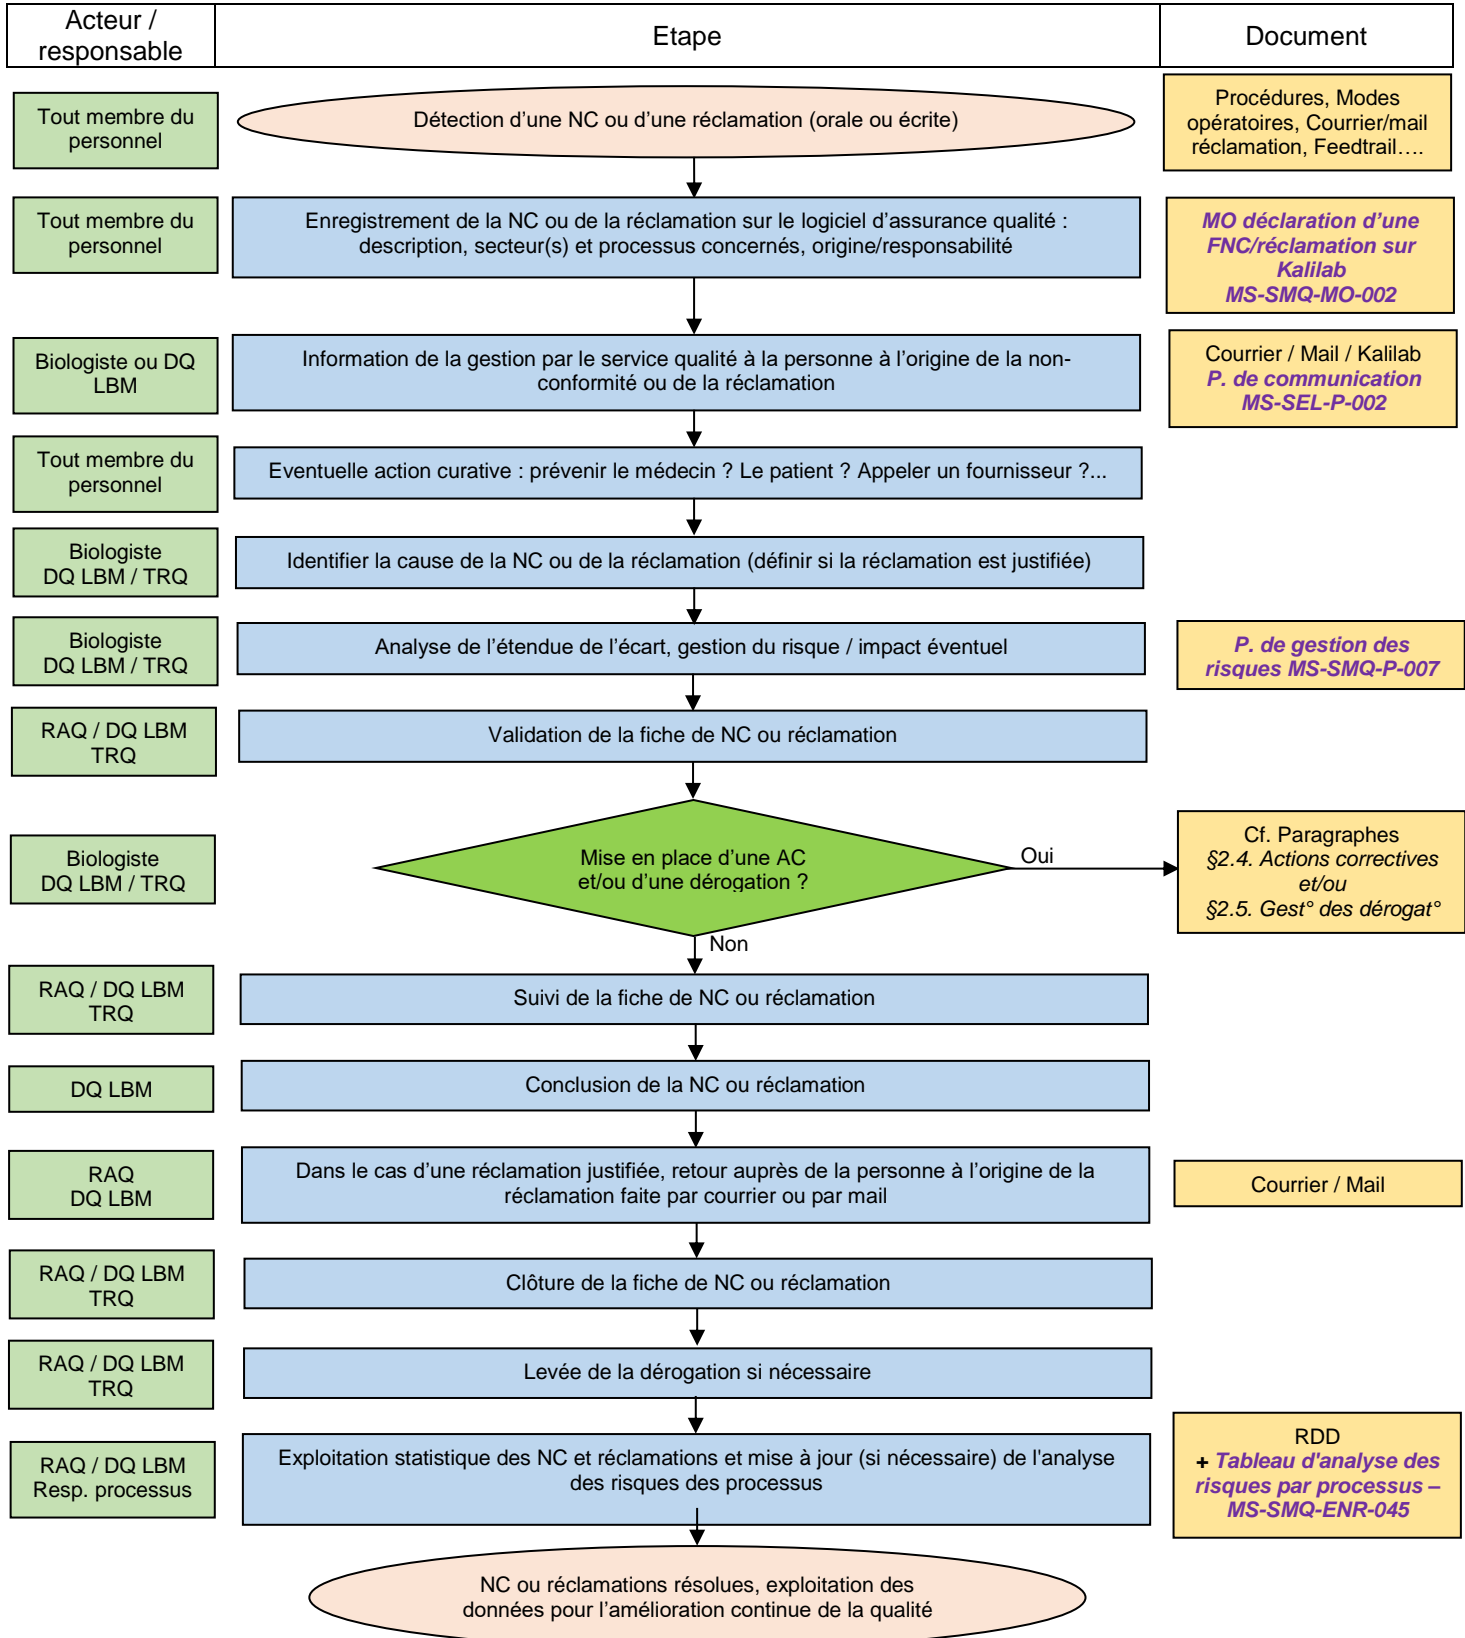 Acteur /
responsable
Etape
Document
Tout membre du
personnel
Détection d’une NC ou d’une réclamation (orale ou écrite)
Procédures, Modes
opératoires, Courrier/mail
réclamation, Feedtrail….
Tout membre du
personnel
Enregistrement de la NC ou de la réclamation sur le logiciel d’assurance qualité :
description, secteur(s) et processus concernés, origine/responsabilité
MO déclaration d’une
FNC/réclamation sur
Kalilab
MS-SMQ-MO-002
Biologiste ou DQ
LBM
Information de la gestion par le service qualité à la personne à l’origine de la non-
conformité ou de la réclamation
Courrier / Mail / Kalilab
P. de communication
MS-SEL-P-002
Tout membre du
personnel
Eventuelle action curative : prévenir le médecin ? Le patient ? Appeler un fournisseur ?...
Biologiste
DQ LBM / TRQ
Identifier la cause de la NC ou de la réclamation (définir si la réclamation est justifiée)
Biologiste
DQ LBM / TRQ
Analyse de l’étendue de l’écart, gestion du risque / impact éventuel
P. de gestion des
risques MS-SMQ-P-007
RAQ / DQ LBM
TRQ
Validation de la fiche de NC ou réclamation
Biologiste
DQ LBM / TRQ
Mise en place d’une AC
et/ou d’une dérogation ?
Oui
Cf. Paragraphes
§2.4. Actions correctives
et/ou
§2.5. Gest° des dérogat°
Non
RAQ / DQ LBM
TRQ
Suivi de la fiche de NC ou réclamation
DQ LBM
Conclusion de la NC ou réclamation
RAQ
DQ LBM
Dans le cas d’une réclamation justifiée, retour auprès de la personne à l’origine de la
réclamation faite par courrier ou par mail
Courrier / Mail
RAQ / DQ LBM
TRQ
Clôture de la fiche de NC ou réclamation
RAQ / DQ LBM
TRQ
Levée de la dérogation si nécessaire
RAQ / DQ LBM
Resp. processus
Exploitation statistique des NC et réclamations et mise à jour (si nécessaire) de l'analyse
des risques des processus
RDD
+ Tableau d'analyse des
risques par processus –
MS-SMQ-ENR-045
NC ou réclamations résolues, exploitation des
données pour l’amélioration continue de la qualité